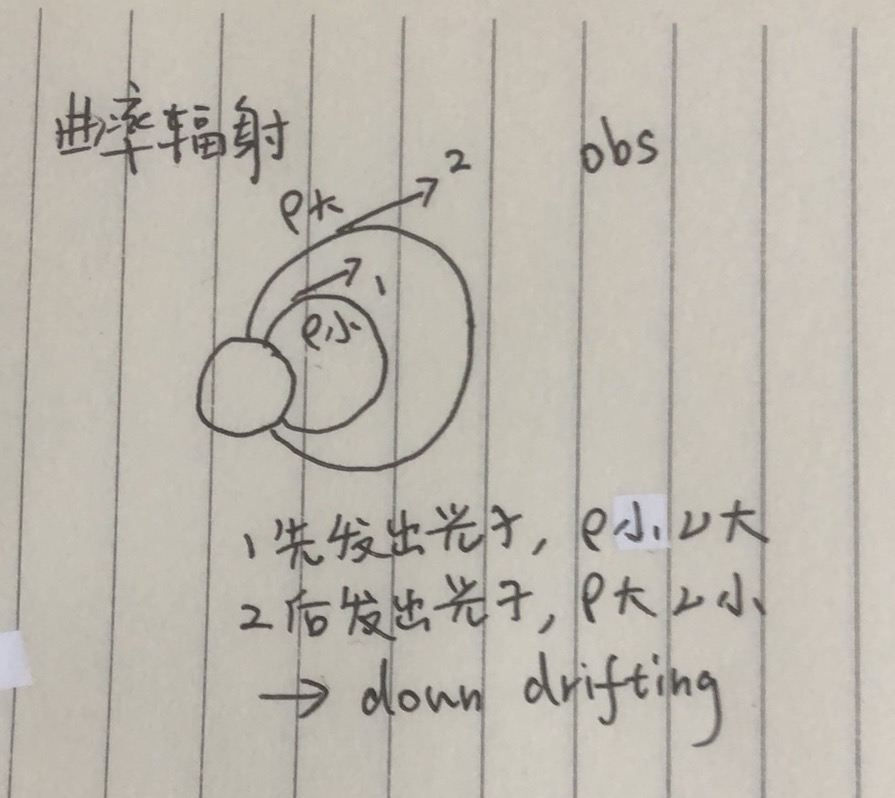 曲率辐射
obs
2
ρ大
1
ρ小
1先发出光子, ρ小ν大
2后发出光子, ρ大ν小
→ down drifting